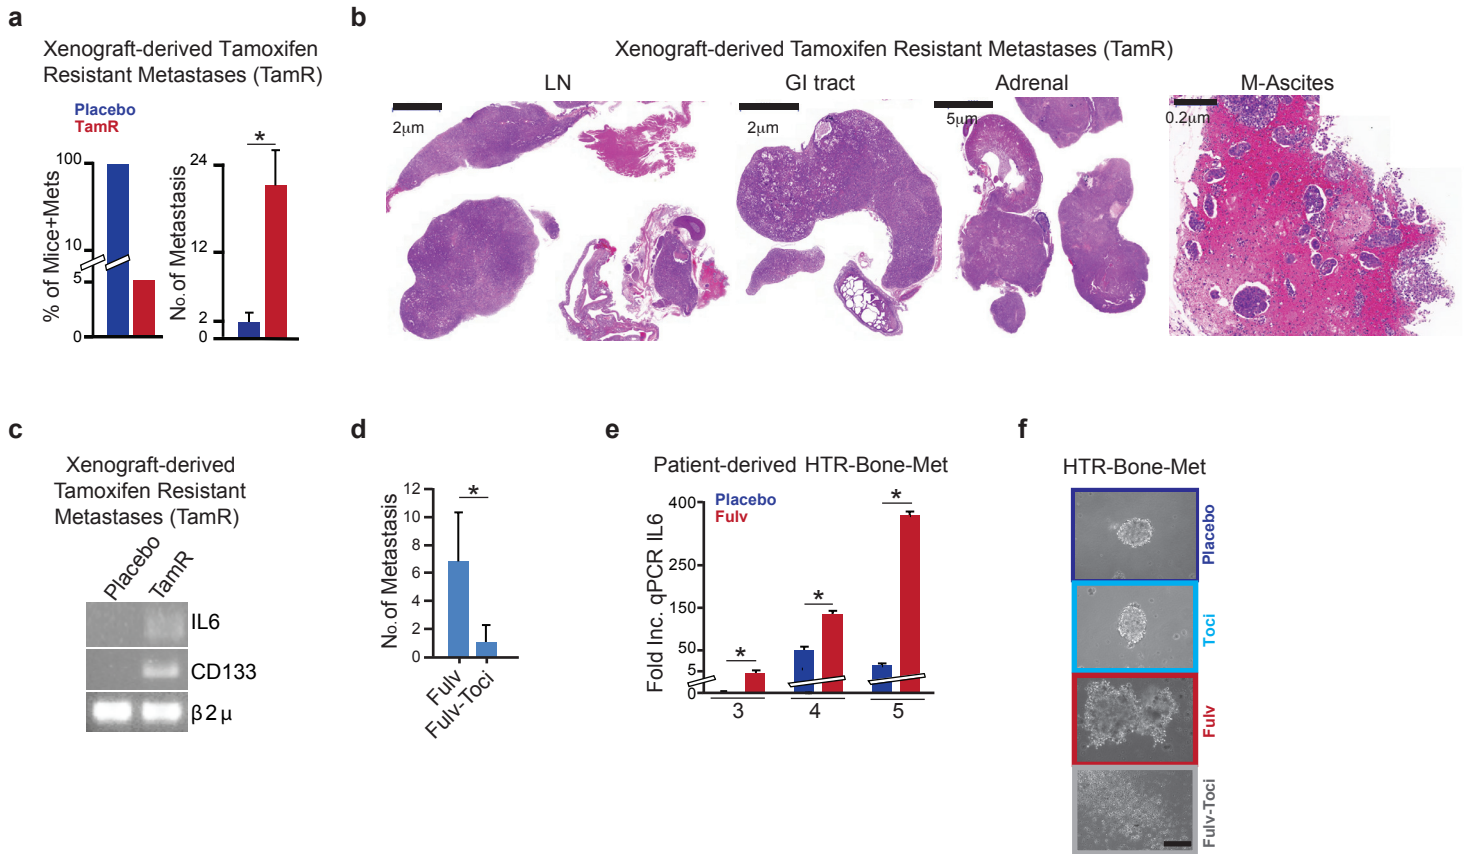 a
Xenograft-derived Tamoxifen
Resistant Metastases (TamR)
Placebo
TamR
% of Mice+Mets
100
10
5
0
No. of Metastasis
24
12
2
0
*
b
Xenograft-derived Tamoxifen Resistant Metastases (TamR)
LN
GI tract
Adrenal
M-Ascites
2μm
2μm
5μm
0.2μm
c
Xenograft-derived
Tamoxifen Resistant
Metastases (TamR)
Placebo
TamR
IL6
CD133
β2μ
d
No. of Metastasis
12
10
8
6
4
2
0
*
Fulv
Fulv-Toci
e
Patient-derived HTR-Bone-Met
Placebo
Fulv
Fold Inc. qPCR IL6
400
250
150
50
5
0
*
*
*
3
4
5
f
HTR-Bone-Met
Placebo
Toci
Fulv
Fulv-Toci